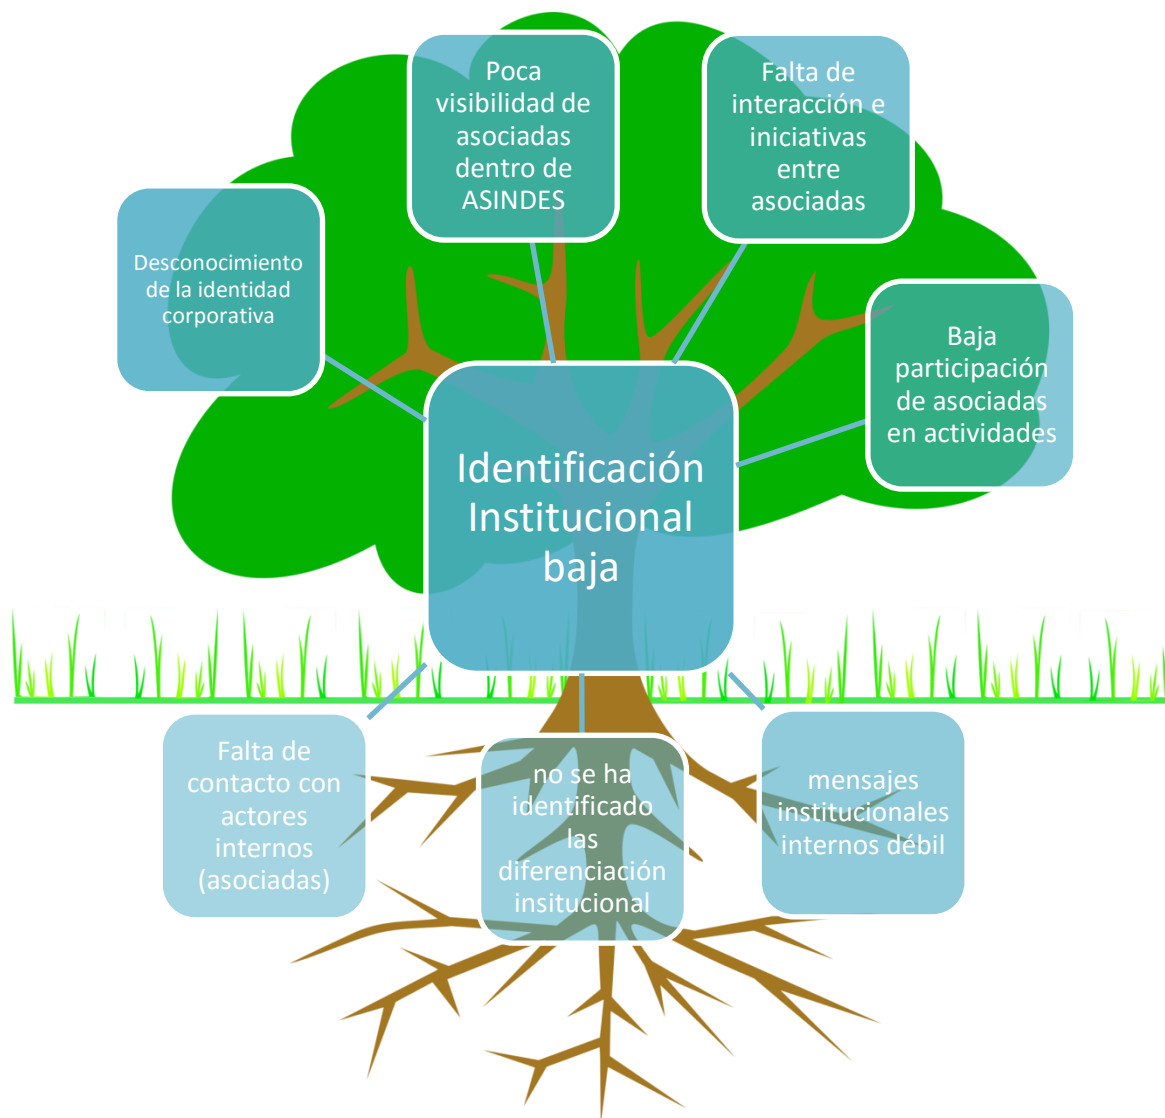 Poca
visibilidad de
asociadas
dentro de
ASINDES
Falta de
interacción e
iniciativas
entre
asociadas
Desconocimiento
de la identidad
corporativa
Baja
participación
de asociadas
en actividades
Identificación
Institucional
baja
Falta de
contacto con
actores
internos
(asociadas)
no se ha
identificado
las
diferenciación
insitucional
mensajes
institucionales
internos débil